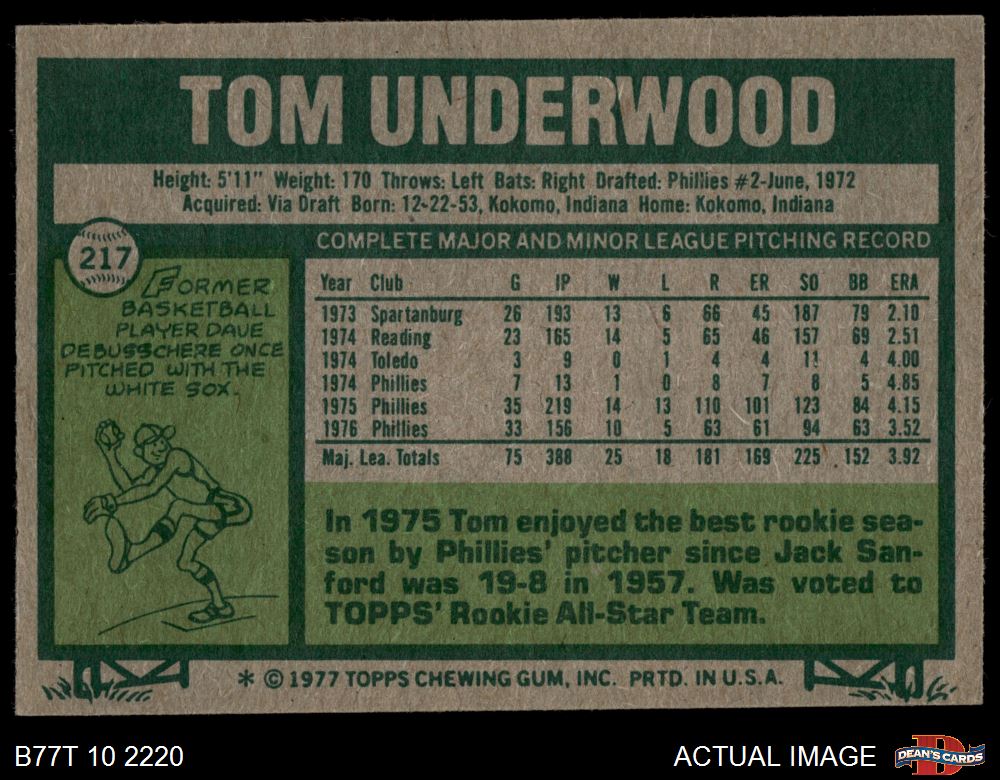 TOM UNDERWOOD
Height: 5'11" Weight: 170 Throws: Left Bats: Right Drafted: Phillies #2-June, 1972
Acquired: Via Draft Born: 12-22-53, Kokomo, Indiana Home: Kokomo, Indiana
217
FORMER
BASKETBALL
PLAYER DAVE
DEBUSSCHERE ONCE
PITCHED WITH THE
WHITE SOX.
COMPLETE MAJOR AND MINOR LEAGUE PITCHING RECORD
Year Club G IP W L R ER SO BB ERA
1973 Spartanburg 26 193 13 6 66 45 187 79 2.10
1974 Reading 23 165 14 5 65 46 157 69 2.51
1974 Toledo 3 9 0 1 4 4 11 4 4.00
1974 Phillies 7 13 1 0 8 7 8 5 4.85
1975 Phillies 35 219 14 13 110 101 123 84 4.15
1976 Phillies 33 156 10 5 63 61 94 63 3.52
Maj. Lea. Totals 75 388 25 18 181 169 225 152 3.92
In 1975 Tom enjoyed the best rookie sea-
son by Phillies' pitcher since Jack San-
ford was 19-8 in 1957. Was voted to
TOPPS' Rookie All-Star Team.
* © 1977 TOPPS CHEWING GUM, INC. PRTD. IN U.S.A.
B77T 10 2220
ACTUAL IMAGE
D
DEAN'S CARDS